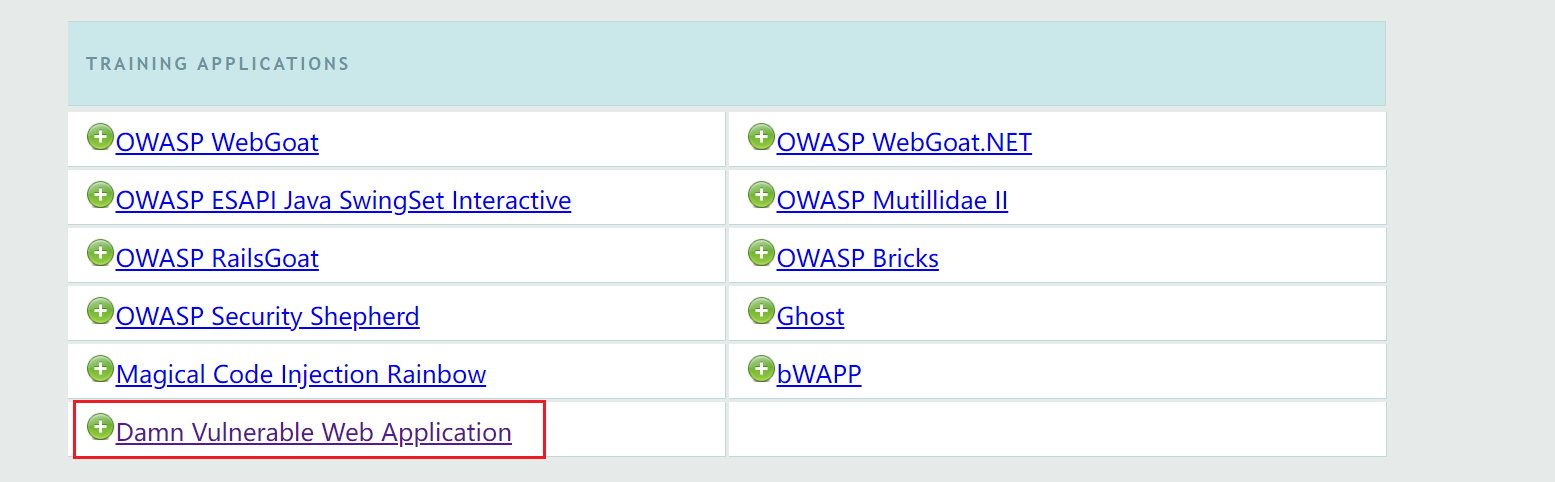 TRAINING APPLICATIONS
OWASP WebGoat
OWASP WebGoat.NET
OWASP ESAPI Java SwingSet Interactive
OWASP Mutillidae II
OWASP RailsGoat
OWASP Bricks
OWASP Security Shepherd
Ghost
Magical Code Injection Rainbow
bWAPP
Damn Vulnerable Web Application